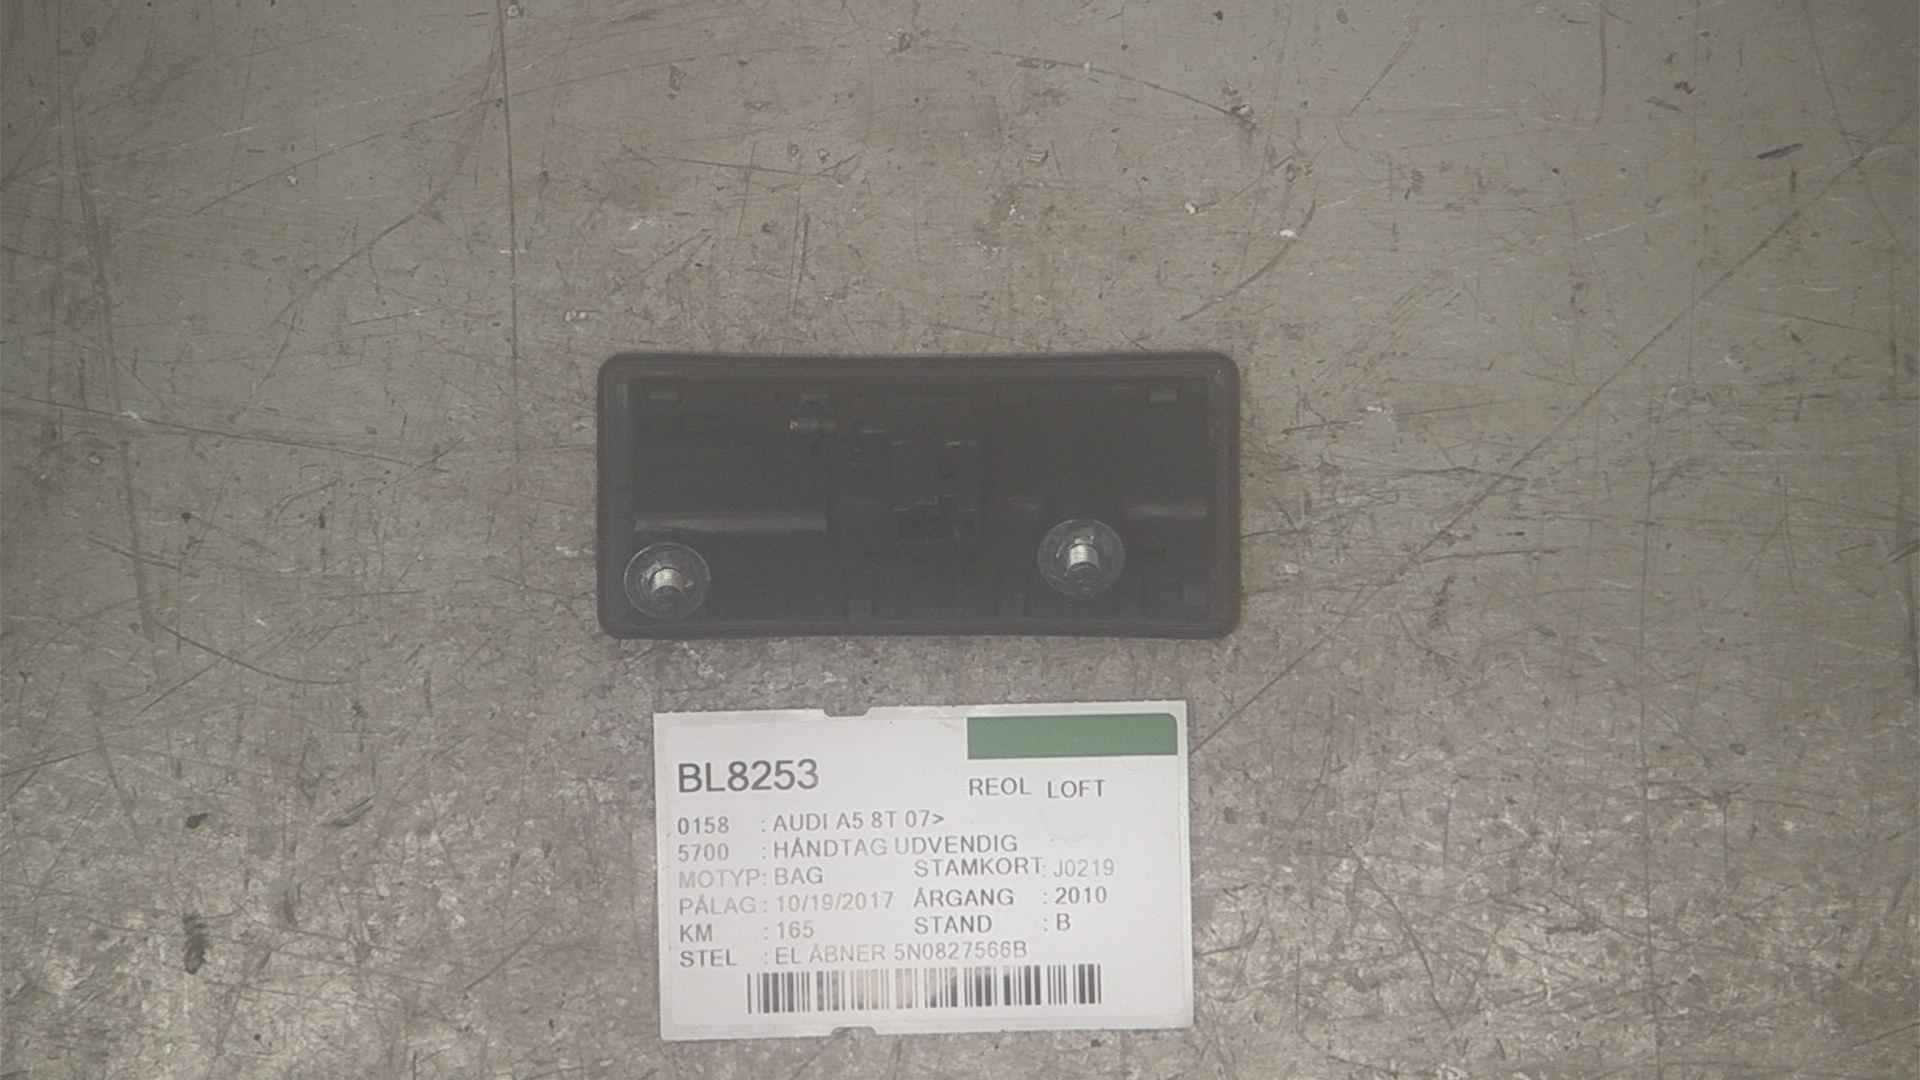 BL8253
REOL LOFT
0158 : AUDI A5 8T 07>
5700 : HÅNDTAG UDVENDIG
MOTYP: BAG STAMKORT: J0219
PÅLAG : 10/19/2017 ÅRGANG : 2010
KM : 165 STAND : B
STEL : EL ÅBNER 5N0827566B